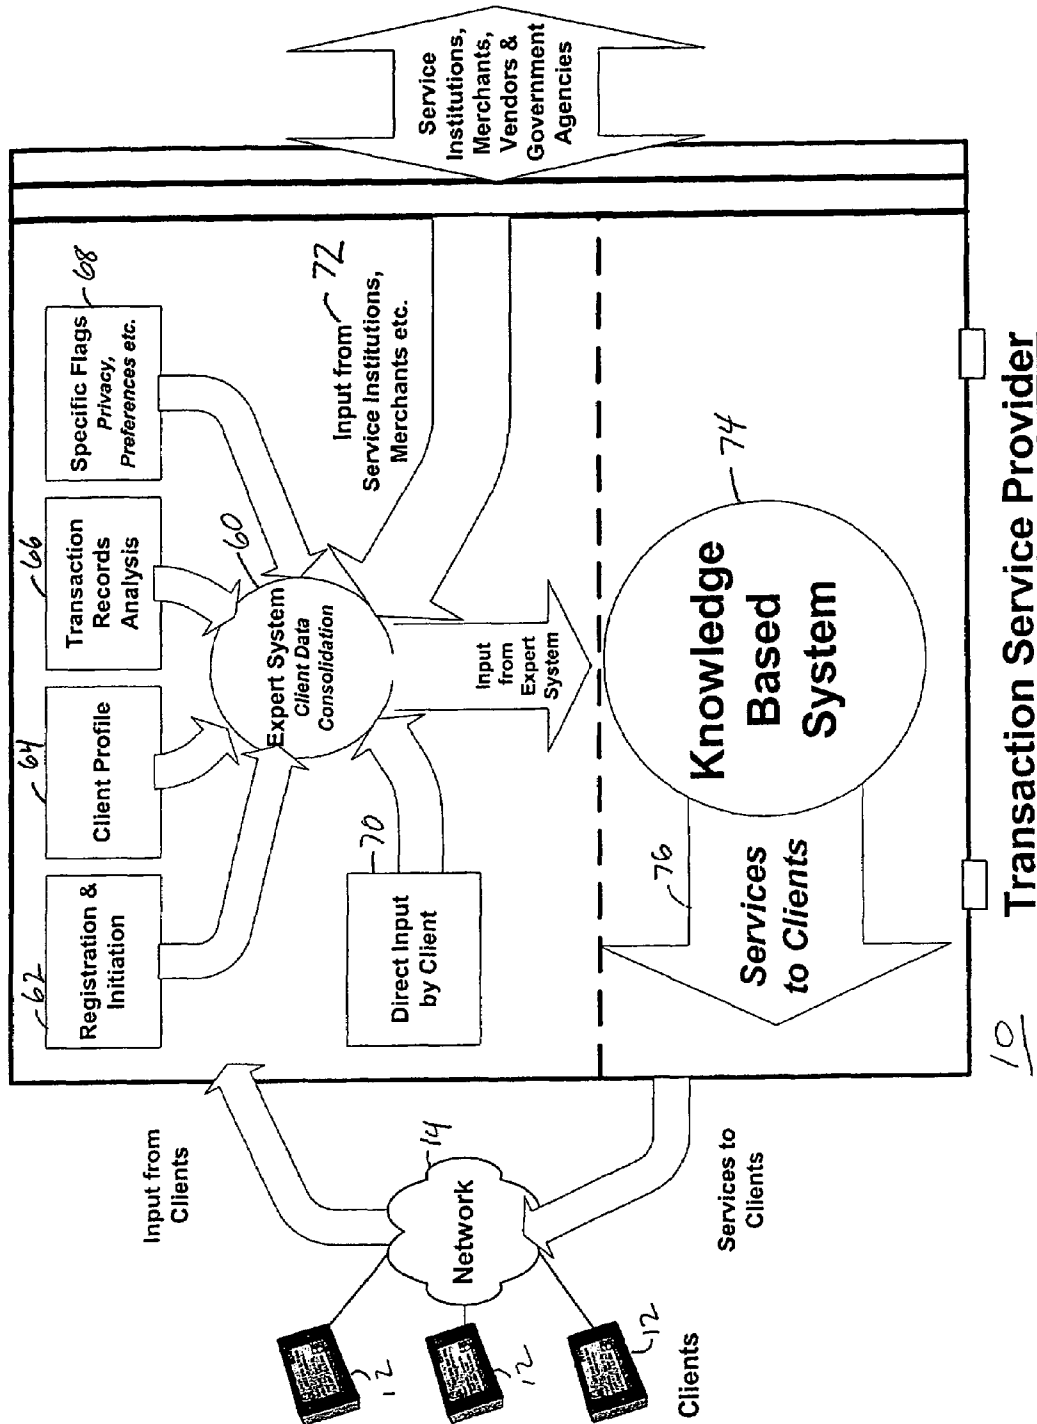 62
Registration &
Initiation
64
Client Profile
66
Transaction
Records
Analysis
68
Specific Flags
Privacy,
Preferences etc.
Input from
Clients
60
Expert System
Client Data
Consolidation
70
Direct Input
by Client
Input from 72
Service Institutions,
Merchants etc.
Service
Institutions,
Merchants,
Vendors &
Government
Agencies
Input
from
Expert
System
12
12
12
Clients
14
Network
Services to
Clients
76
Services
to Clients
74
Knowledge
Based
System
10
Transaction Service Provider